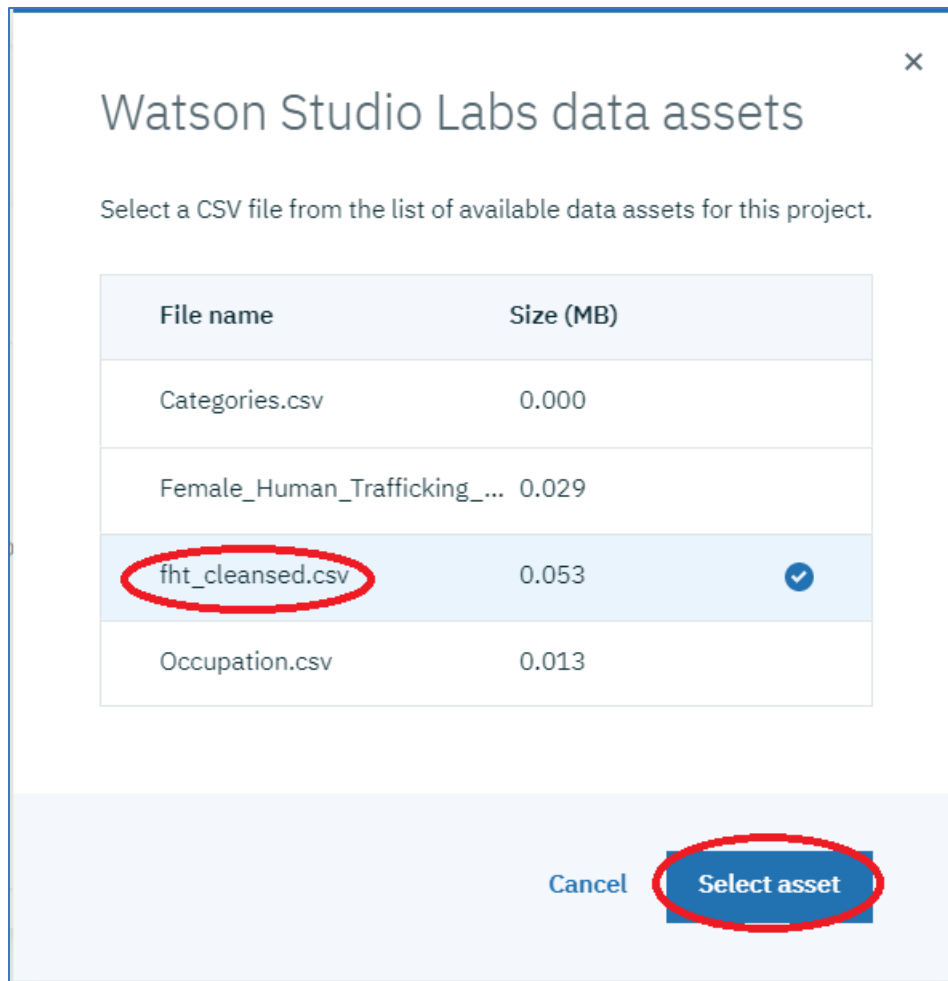 Watson Studio Labs data assets
Select a CSV file from the list of available data assets for this project.
File name Size (MB)
Categories.csv 0.000
Female_Human_Trafficking_... 0.029
fht_cleansed.csv 0.053
Occupation.csv 0.013
Cancel Select asset